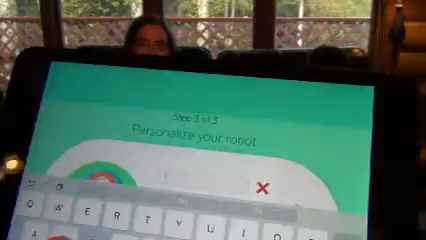 Step 3 of 3
Personalize your robot
Q W E R T Y U I O P
A